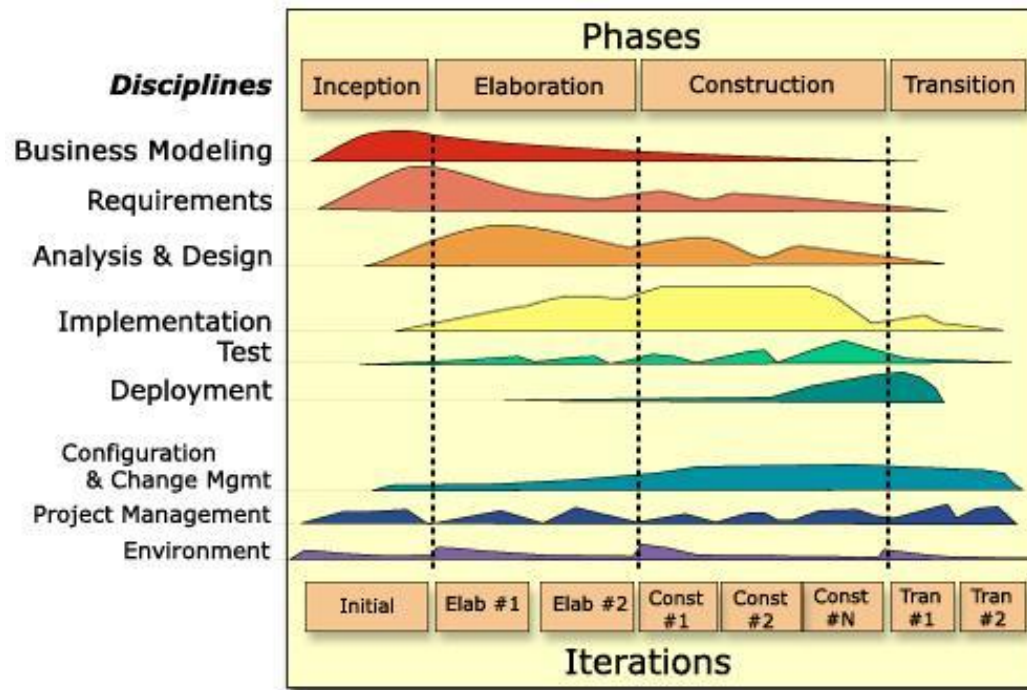 Phases
Disciplines
Inception
Elaboration
Construction
Transition
Business Modeling
Requirements
Analysis & Design
Implementation
Test
Deployment
Configuration
& Change Mgmt
Project Management
Environment
Initial
Elab #1
Elab #2
Const
#1
Const
#2
Const
#N
Tran
#1
Tran
#2
Iterations